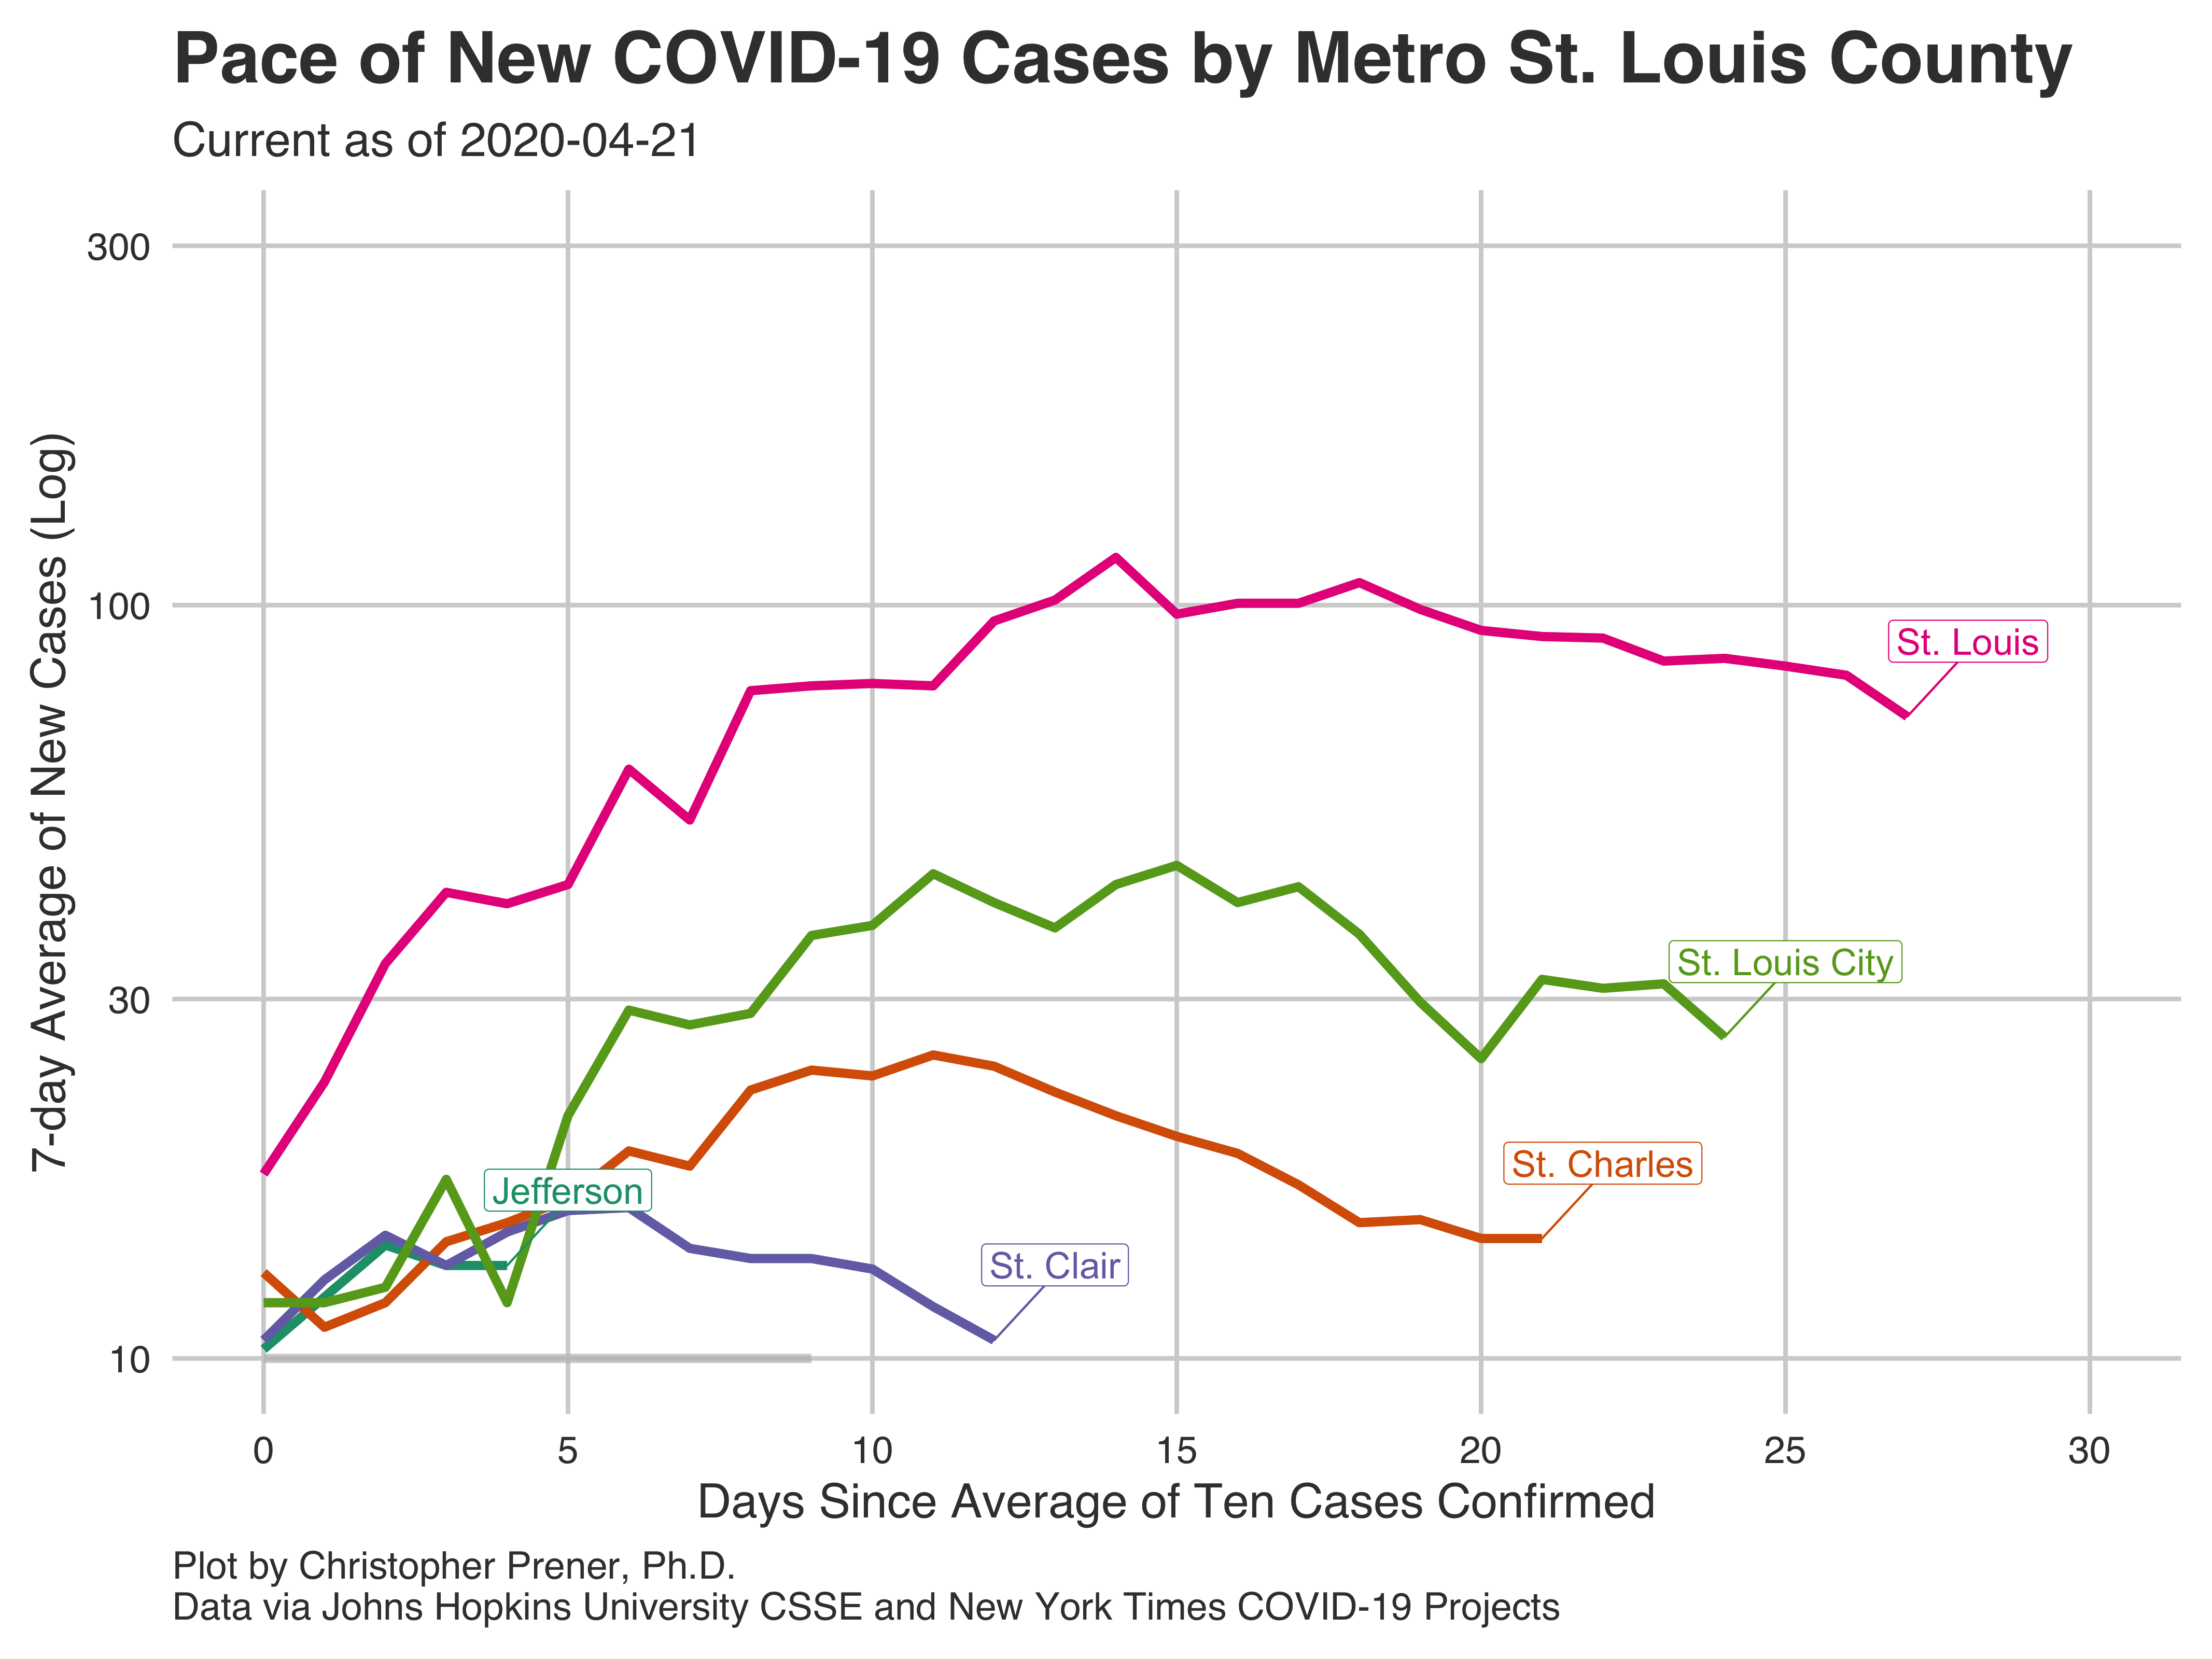 Pace of New COVID-19 Cases by Metro St. Louis County
Current as of 2020-04-21
7-day Average of New Cases (Log)
300
100
30
10
St. Louis
St. Louis City
St. Charles
Jefferson
St. Clair
0 5 10 15 20 25 30
Days Since Average of Ten Cases Confirmed
Plot by Christopher Prener, Ph.D.
Data via Johns Hopkins University CSSE and New York Times COVID-19 Projects